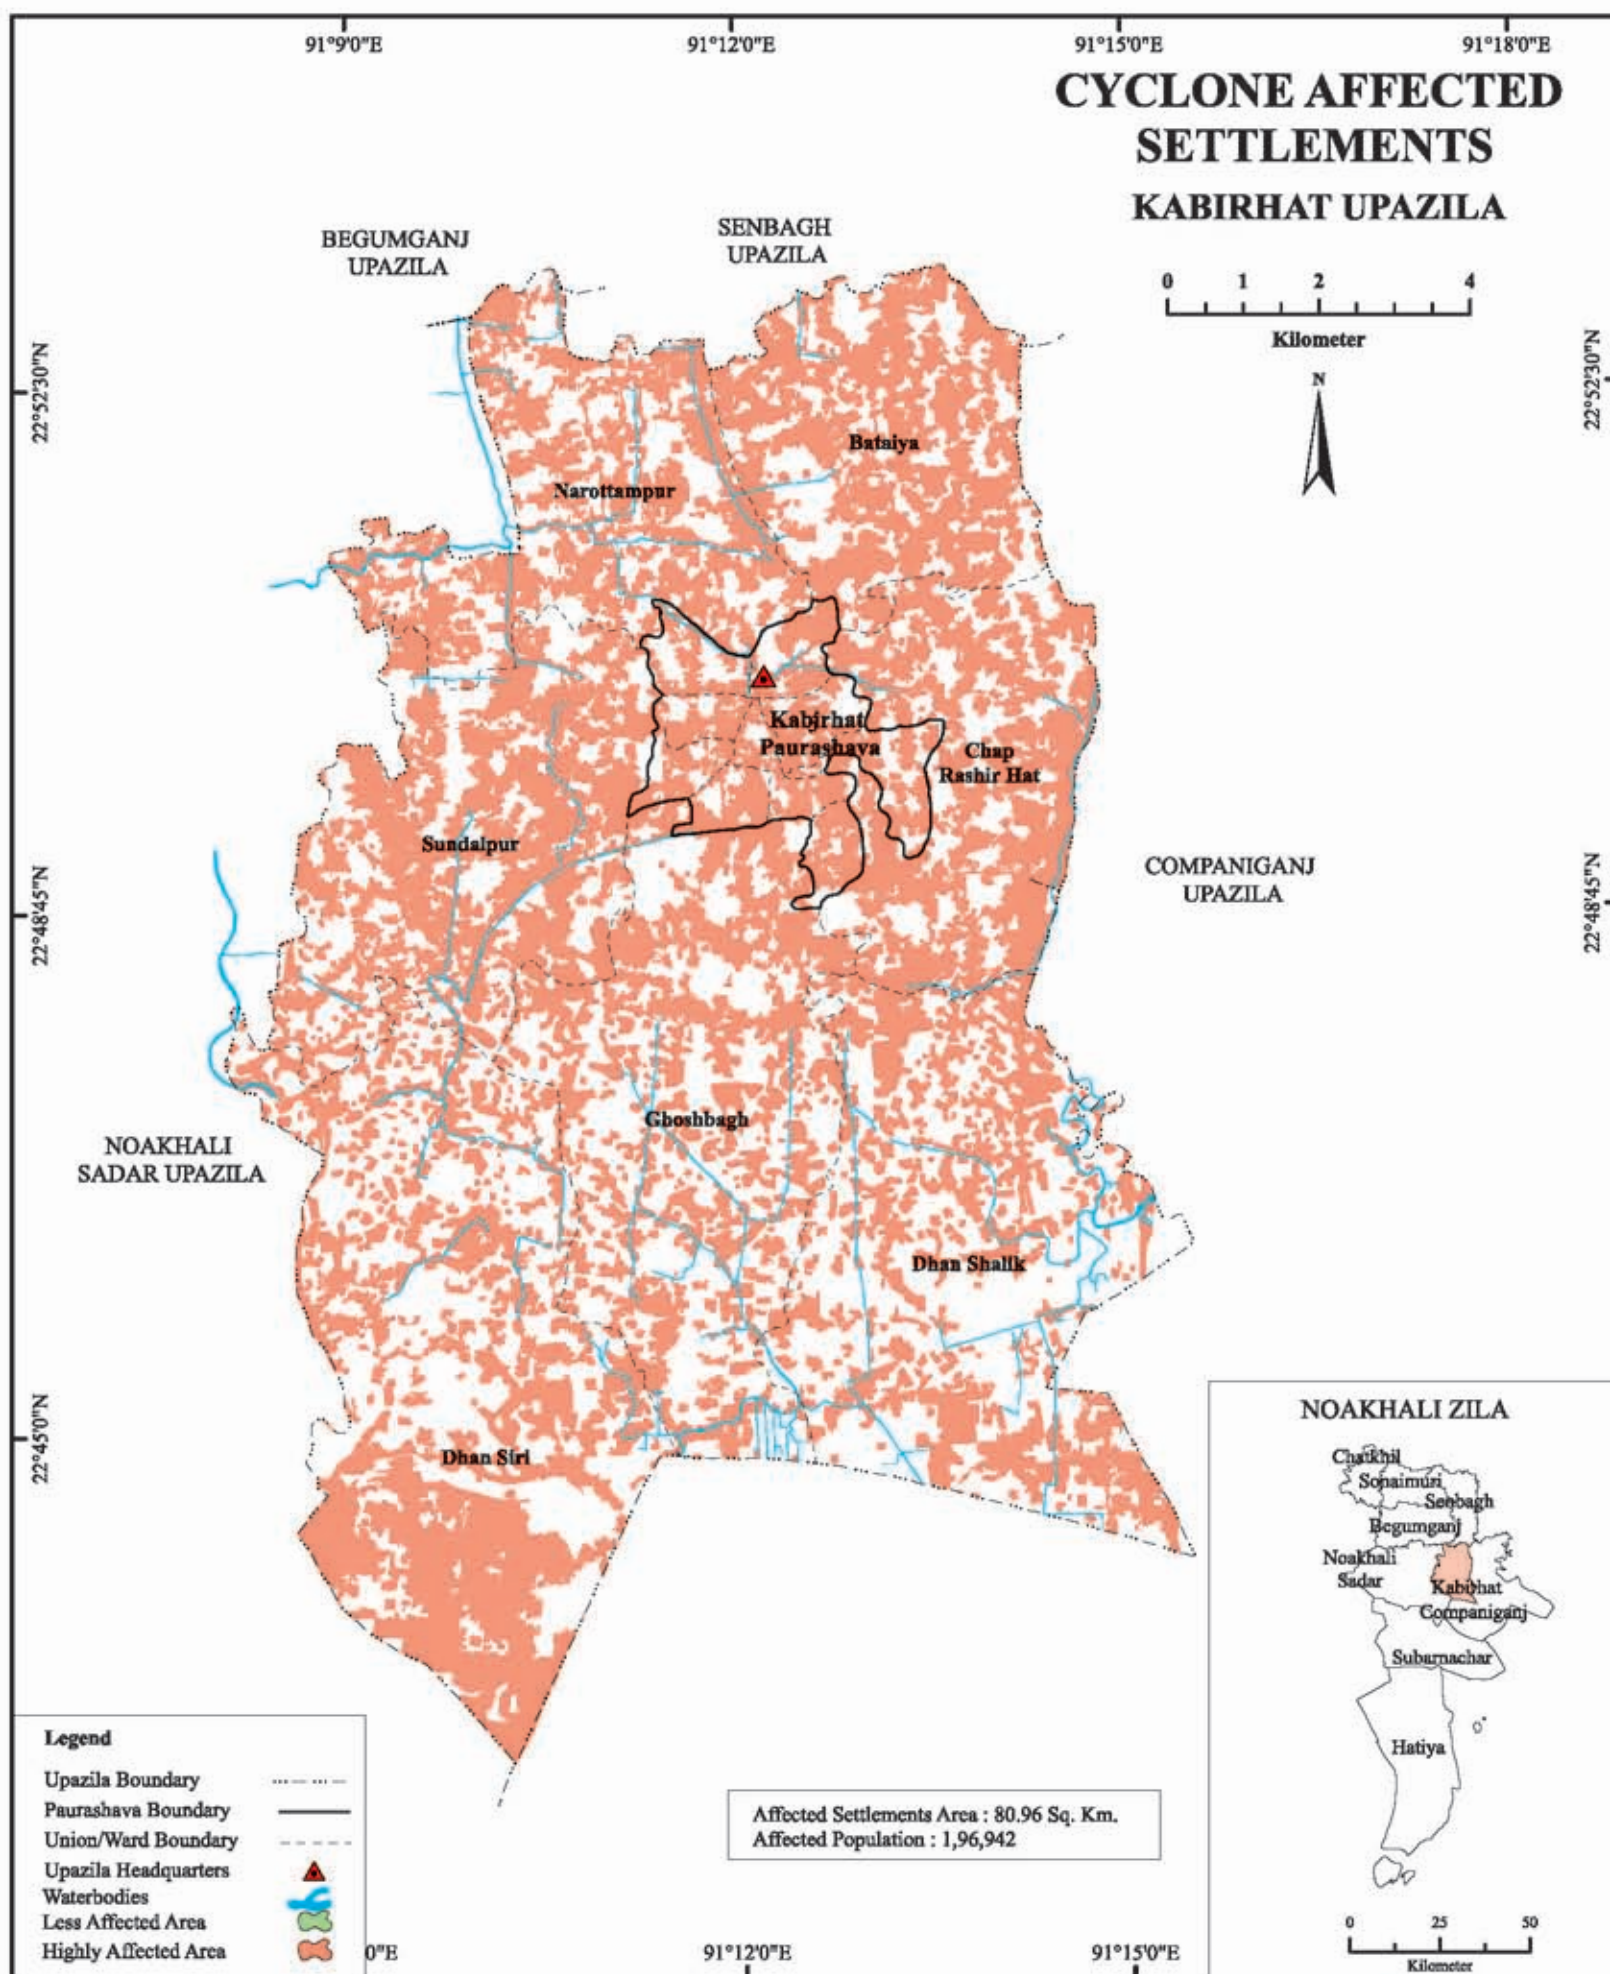 91°9'0"E
91°12'0"E
91°15'0"E
91°18'0"E
CYCLONE AFFECTED
SETTLEMENTS
KABIRHAT UPAZILA
0 1 2 4
Kilometer
N
22°52'30"N
22°52'30"N
BEGUMGANJ
UPAZILA
SENBAGH
UPAZILA
Bataiya
Narottampur
Kabirhat
Paurashava
Chap
Rashir Hat
Sundalpur
COMPANIGANJ
UPAZILA
22°48'45"N
22°48'45"N
Ghoshbagh
NOAKHALI
SADAR UPAZILA
Dhan Shalik
22°45'0"N
Dhan Siri
NOAKHALI ZILA
Chatkhil
Sonaimuri
Senbagh
Begumganj
Noakhali
Sadar
Kabirhat
Companiganj
Subarnachar
Hatiya
0 25 50
Kilometer
Legend
Upazila Boundary
Paurashava Boundary
Union/Ward Boundary
Upazila Headquarters
Waterbodies
Less Affected Area
Highly Affected Area
Affected Settlements Area : 80.96 Sq. Km.
Affected Population : 1,96,942
0"E
91°12'0"E
91°15'0"E